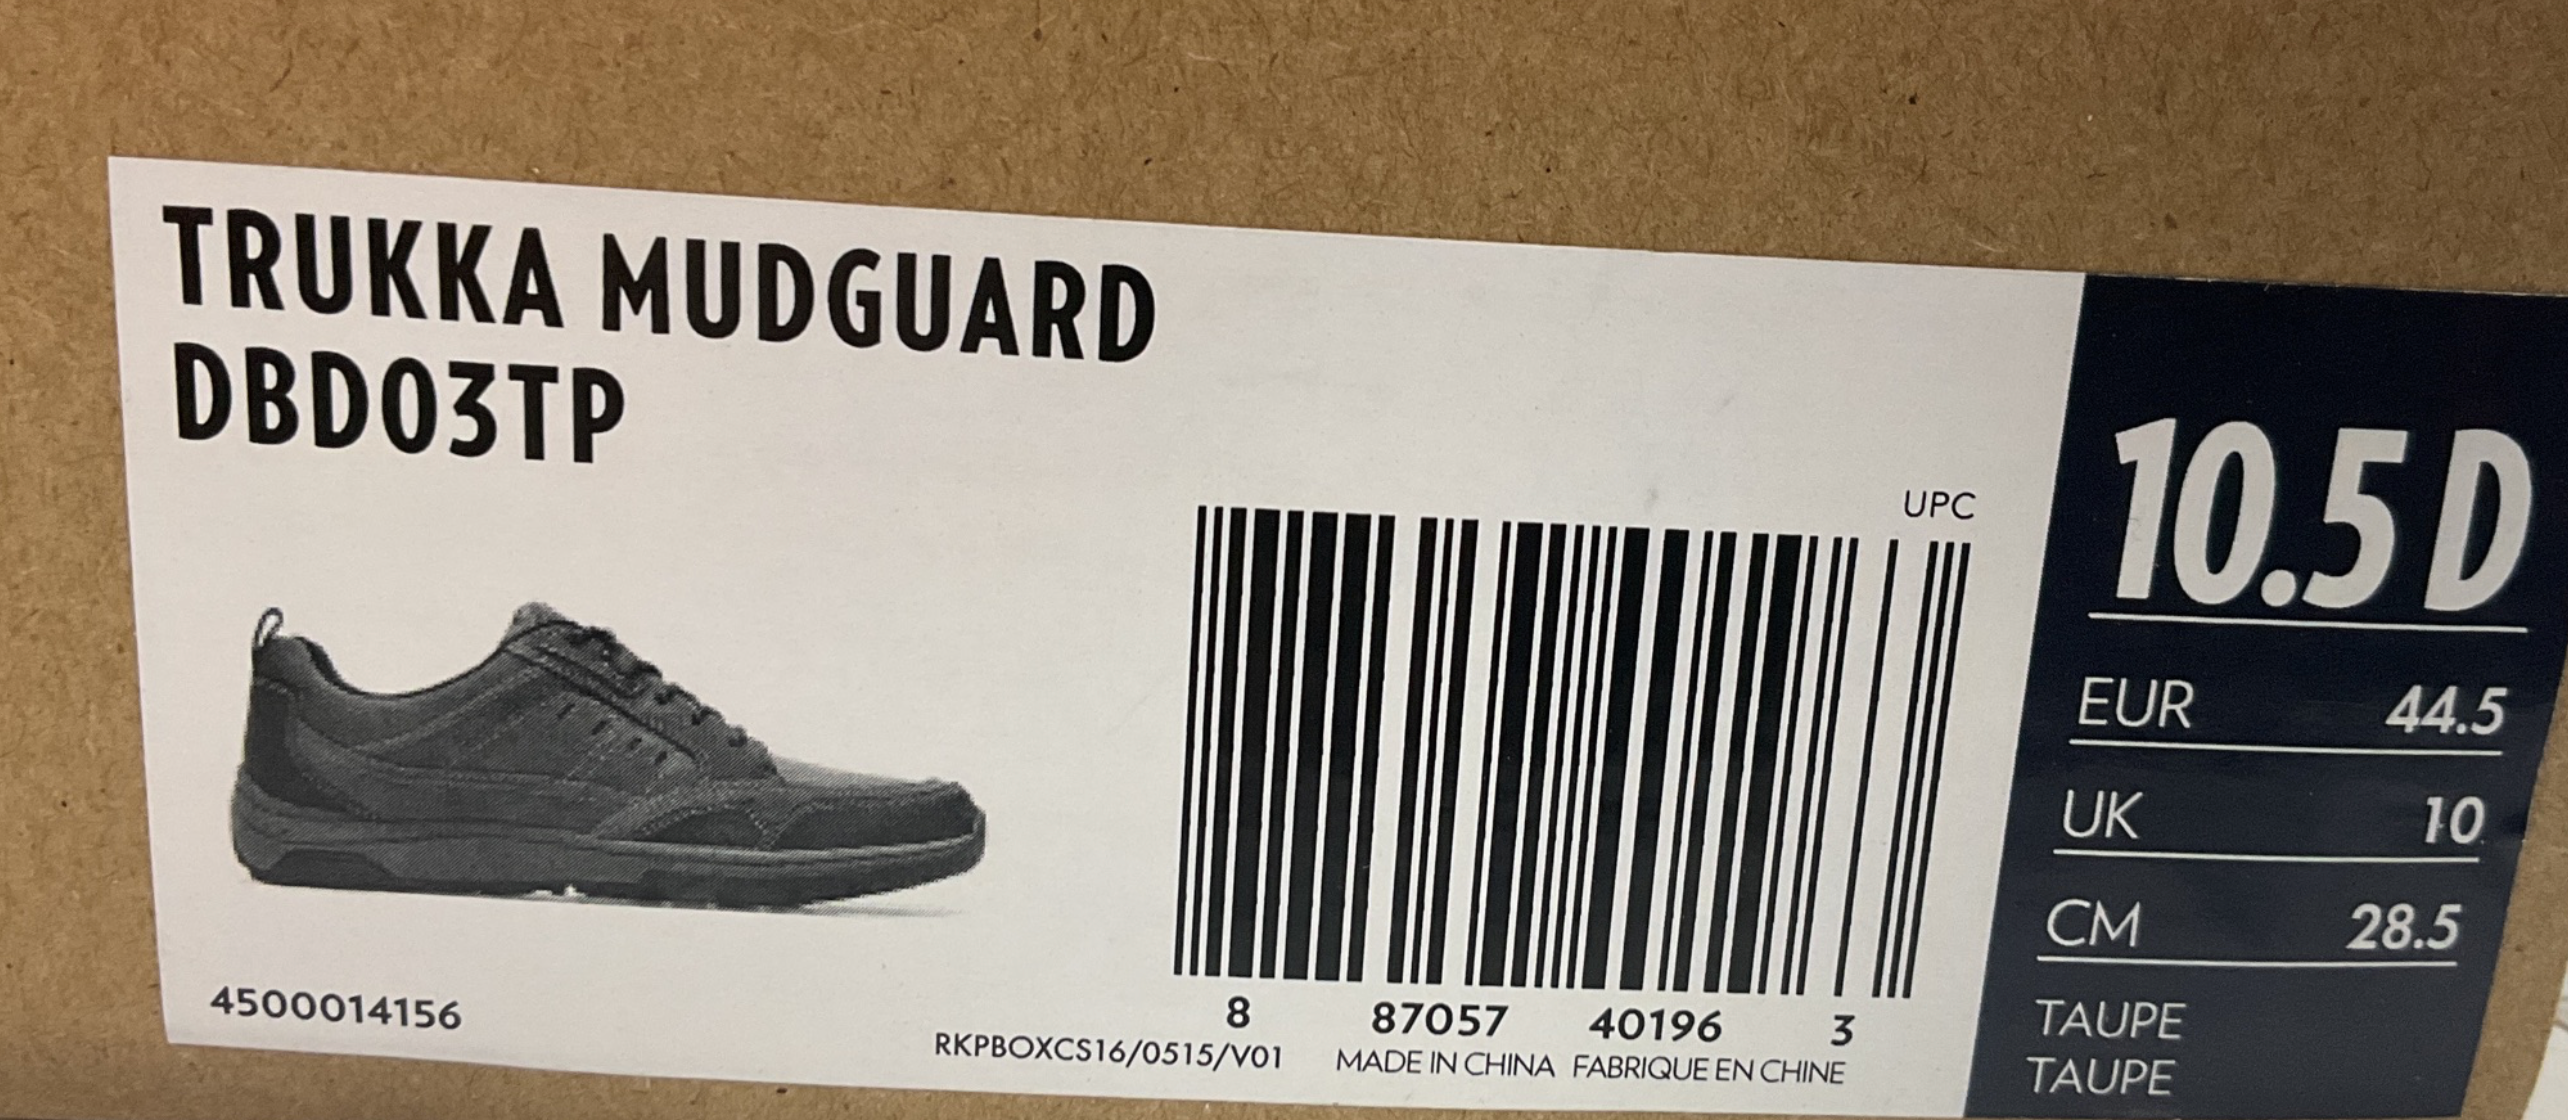 TRUKKA MUDGUARD
DBD03TP
UPC
8 87057 40196 3
4500014156
RKPBOXCS16/0515/V01
MADE IN CHINA FABRIQUE EN CHINE
10.5 D
EUR 44.5
UK 10
CM 28.5
TAUPE
TAUPE